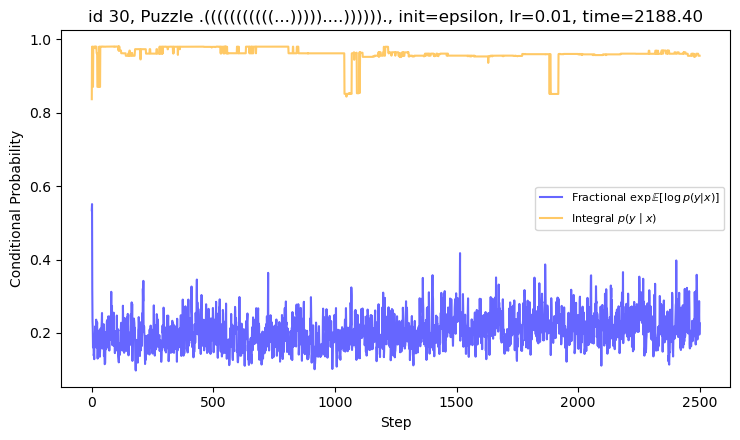 id 30, Puzzle .(((((((((((...)))))....))))))., init=epsilon, lr=0.01, time=2188.40
Conditional Probability
1.0
0.8
0.6
0.4
0.2
Fractional exp𝔼[log p(y|x)]
Integral p(y | x)
0
500
1000
1500
2000
2500
Step